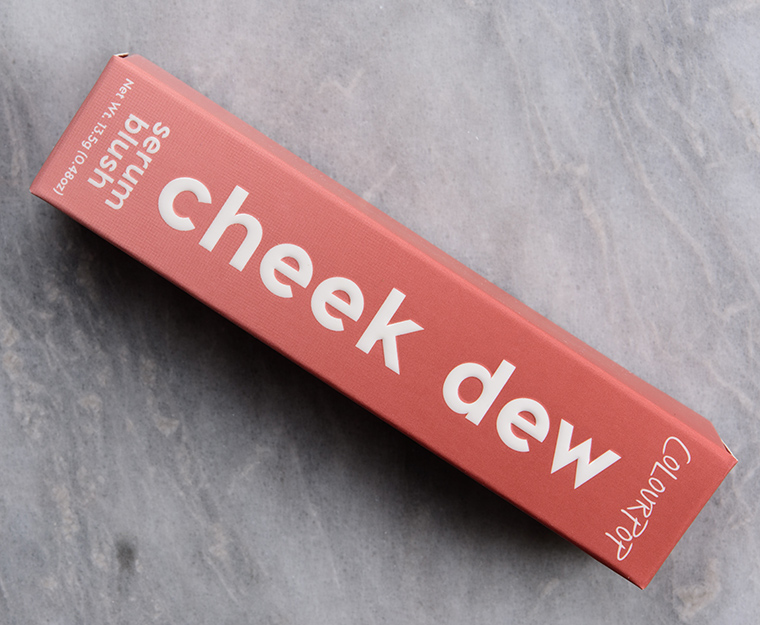 cheek dew
serum
blush
Net Wt. 13.5g (0.48oz)
COLOURPOP